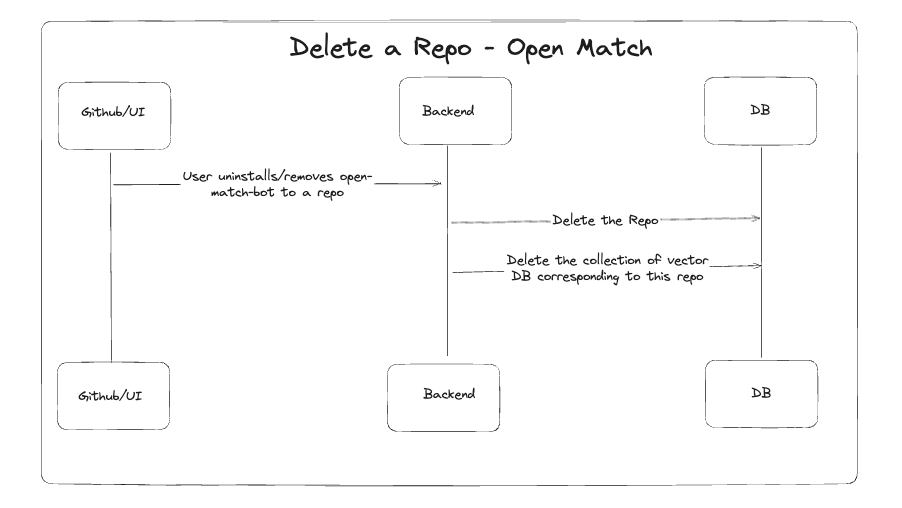 Delete a Repo - Open Match
Github/UI
Backend
DB
User uninstalls/removes open-
match-bot to a repo
Delete the Repo
Delete the collection of vector
DB corresponding to this repo
Github/UI
Backend
DB